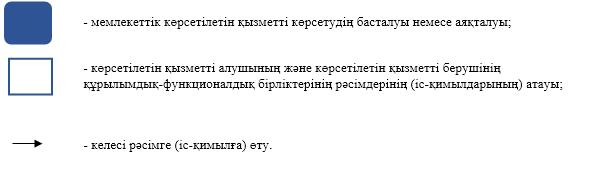 - мемлекеттік көрсетілетін қызметті көрсетудің басталуы немесе аяқталуы;
- көрсетілетін қызметті алушының және көрсетілетін қызметті берушінің
құрылымдық-функционалдық бірліктерінің рәсімдерінің (іс-қимылдарының) атауы;
- келесі рәсімге (іс-қимылға) өту.